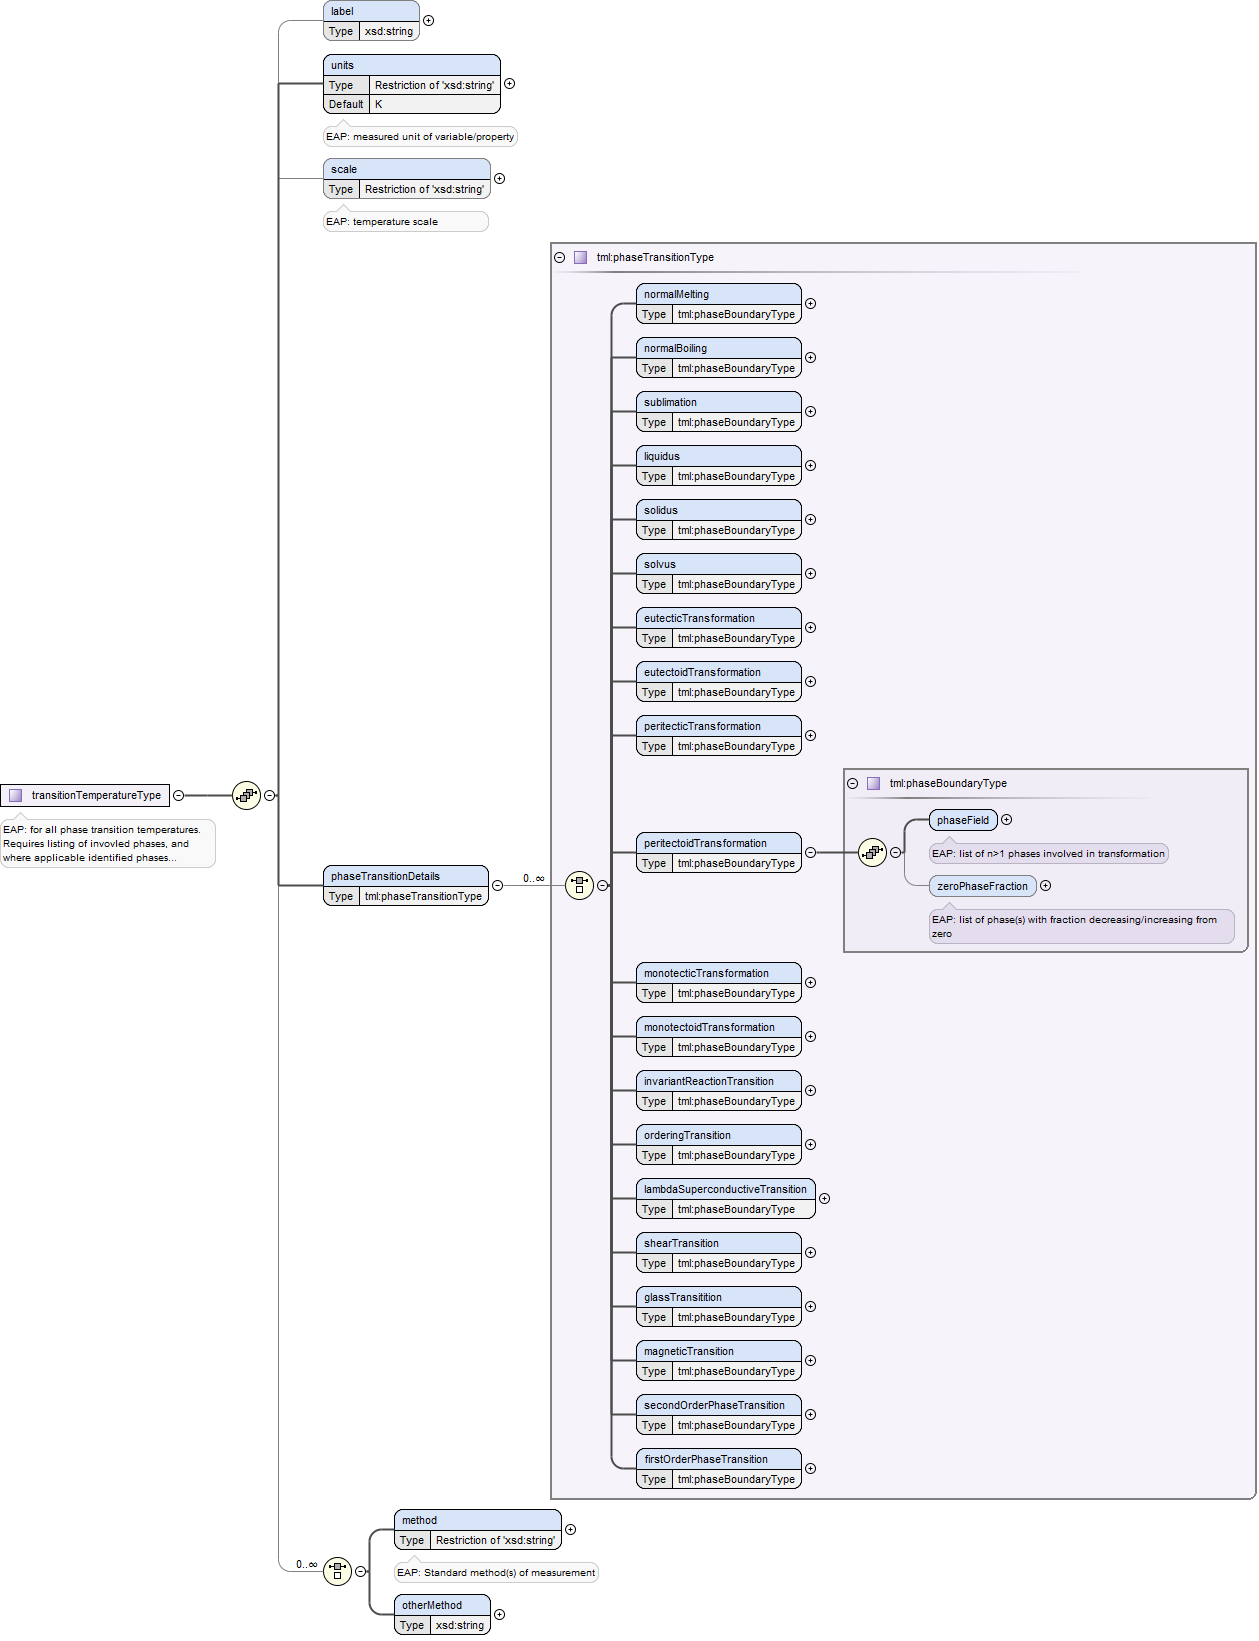 label
Type xsd:string
units
Type Restriction of 'xsd:string'
Default K
EAP: measured unit of variable/property
scale
Type Restriction of 'xsd:string'
EAP: temperature scale
tml:phaseTransitionType
normalMelting
Type tml:phaseBoundaryType
normalBoiling
Type tml:phaseBoundaryType
sublimation
Type tml:phaseBoundaryType
liquidus
Type tml:phaseBoundaryType
solidus
Type tml:phaseBoundaryType
solvus
Type tml:phaseBoundaryType
eutecticTransformation
Type tml:phaseBoundaryType
eutectoidTransformation
Type tml:phaseBoundaryType
peritecticTransformation
Type tml:phaseBoundaryType
transitionTemperatureType
EAP: for all phase transition temperatures.
Requires listing of invovled phases, and
where applicable identified phases...
phaseTransitionDetails
Type tml:phaseTransitionType
0..∞
peritectoidTransformation
Type tml:phaseBoundaryType
tml:phaseBoundaryType
phaseField
EAP: list of n>1 phases involved in transformation
zeroPhaseFraction
EAP: list of phase(s) with fraction decreasing/increasing from
zero
monotecticTransformation
Type tml:phaseBoundaryType
monotectoidTransformation
Type tml:phaseBoundaryType
invariantReactionTransition
Type tml:phaseBoundaryType
orderingTransition
Type tml:phaseBoundaryType
lambdaSuperconductiveTransition
Type tml:phaseBoundaryType
shearTransition
Type tml:phaseBoundaryType
glassTransitition
Type tml:phaseBoundaryType
magneticTransition
Type tml:phaseBoundaryType
secondOrderPhaseTransition
Type tml:phaseBoundaryType
firstOrderPhaseTransition
Type tml:phaseBoundaryType
0..∞
method
Type Restriction of 'xsd:string'
EAP: Standard method(s) of measurement
otherMethod
Type xsd:string